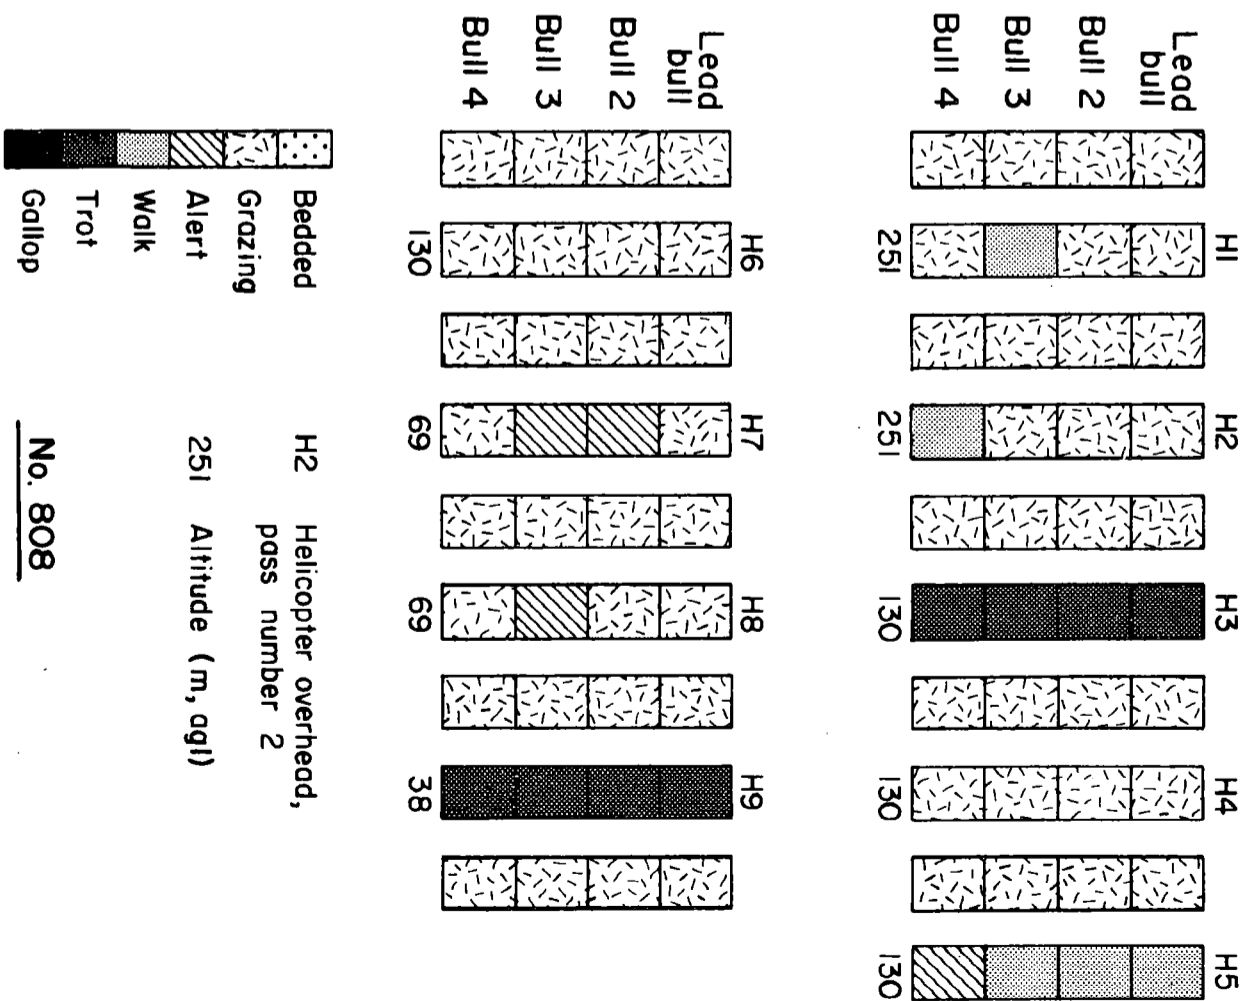 H1 H2 H3 H4 H5
Lead
bull
Bull 2
Bull 3
Bull 4
251 251 130 130 130
H6 H7 H8 H9
Lead
bull
Bull 2
Bull 3
Bull 4
130 69 69 38
Bedded
Grazing
Alert
Walk
Trot
Gallop
H2 Helicopter overhead,
pass number 2
251 Altitude (m, agl)
No. 808